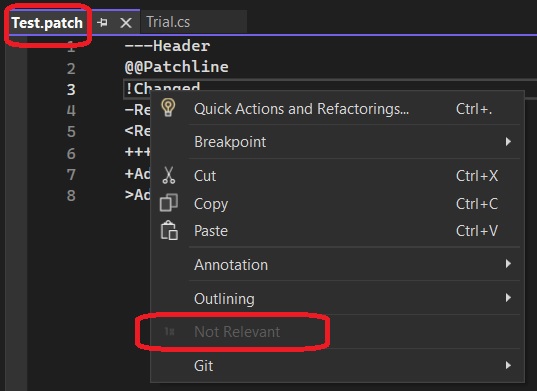 Test.patch Trial.cs
1 ---Header
2 @@Patchline
3 !Changed
4 -Re
5 <Re
6 +++
7 +Ad
8 >Ad
Quick Actions and Refactorings... Ctrl+.
Breakpoint
Cut Ctrl+X
Copy Ctrl+C
Paste Ctrl+V
Annotation
Outlining
Not Relevant
Git